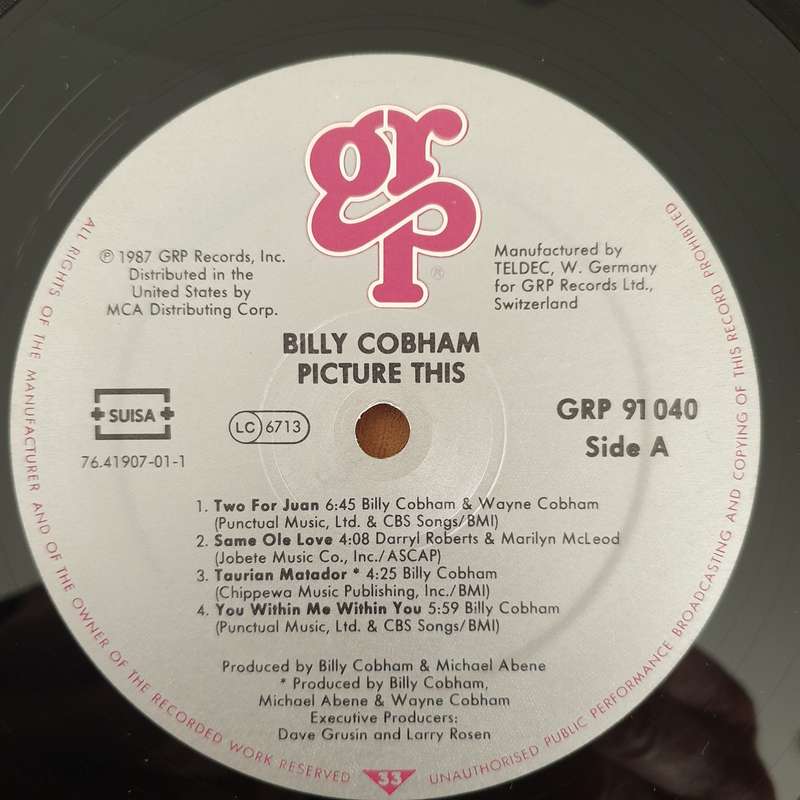 grp
®
℗ 1987 GRP Records, Inc.
Distributed in the
United States by
MCA Distributing Corp.
Manufactured by
TELDEC, W. Germany
for GRP Records Ltd.,
Switzerland
BILLY COBHAM
PICTURE THIS
SUISA
76.41907-01-1
LC 6713
GRP 91 040
Side A
1. Two For Juan 6:45 Billy Cobham & Wayne Cobham
(Punctual Music, Ltd. & CBS Songs/BMI)
2. Same Ole Love 4:08 Darryl Roberts & Marilyn McLeod
(Jobete Music Co., Inc./ASCAP)
3. Taurian Matador * 4:25 Billy Cobham
(Chippewa Music Publishing, Inc./BMI)
4. You Within Me Within You 5:59 Billy Cobham
(Punctual Music, Ltd. & CBS Songs/BMI)
Produced by Billy Cobham & Michael Abene
* Produced by Billy Cobham,
Michael Abene & Wayne Cobham
Executive Producers:
Dave Grusin and Larry Rosen
ALL RIGHTS OF THE MANUFACTURER AND OF THE OWNER OF THE RECORDED WORK RESERVED
33
UNAUTHORISED PUBLIC PERFORMANCE BROADCASTING AND COPYING OF THIS RECORD PROHIBITED